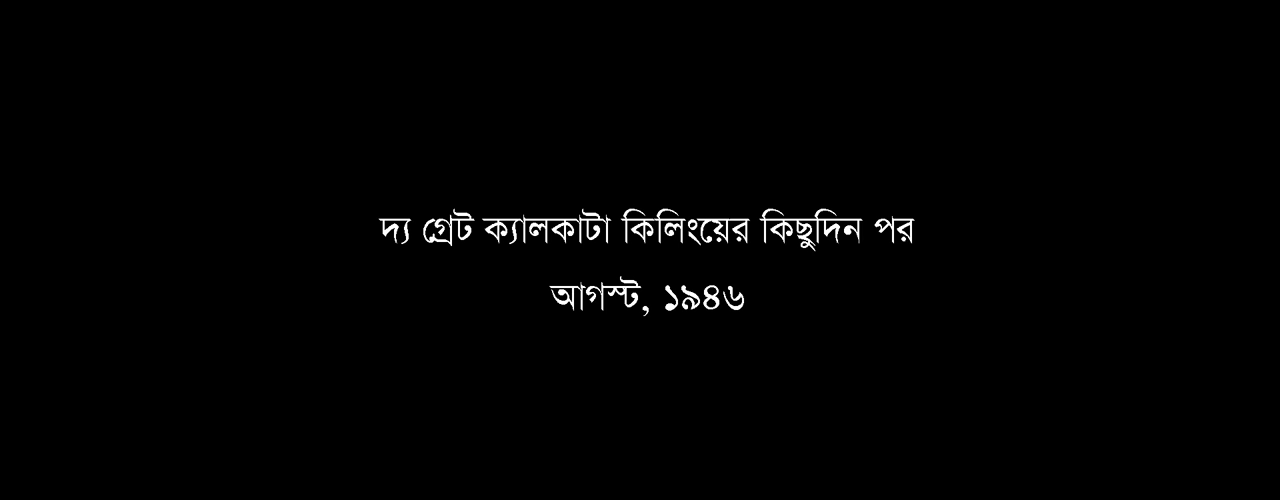 দ্য গ্রেট ক্যালকাটা কিলিংয়ের কিছুদিন পর
আগস্ট, ১৯৪৬